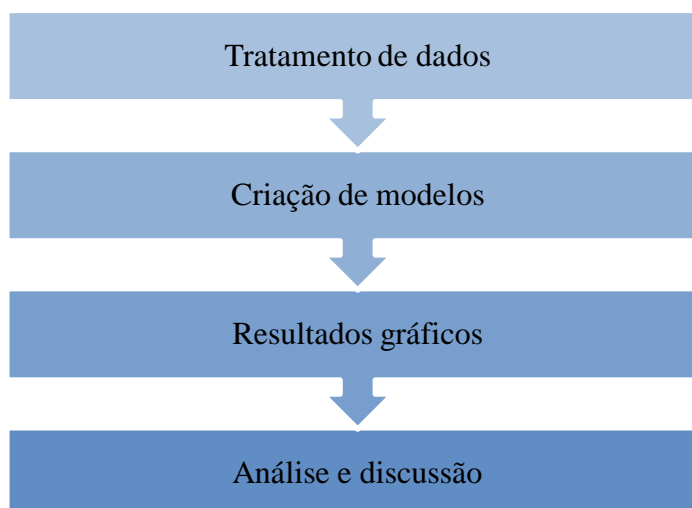 Tratamento de dados
Criação de modelos
Resultados gráficos
Análise e discussão